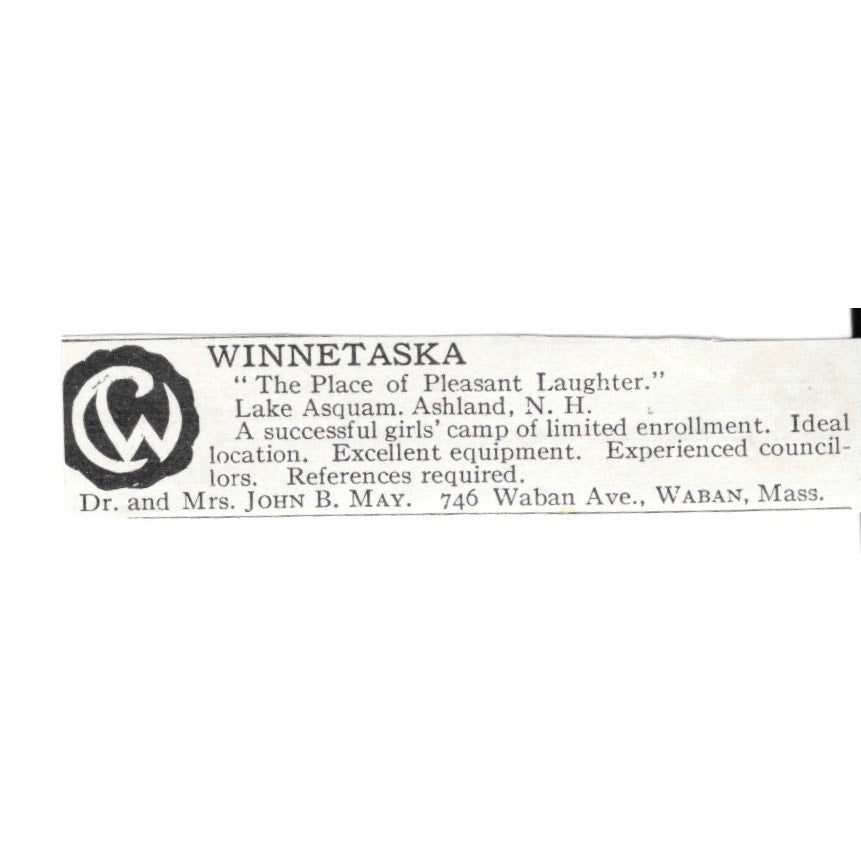 CW
WINNETASKA
"The Place of Pleasant Laughter."
Lake Asquam. Ashland, N. H.
A successful girls' camp of limited enrollment. Ideal
location. Excellent equipment. Experienced council-
lors. References required.
Dr. and Mrs. JOHN B. MAY. 746 Waban Ave., WABAN, Mass.